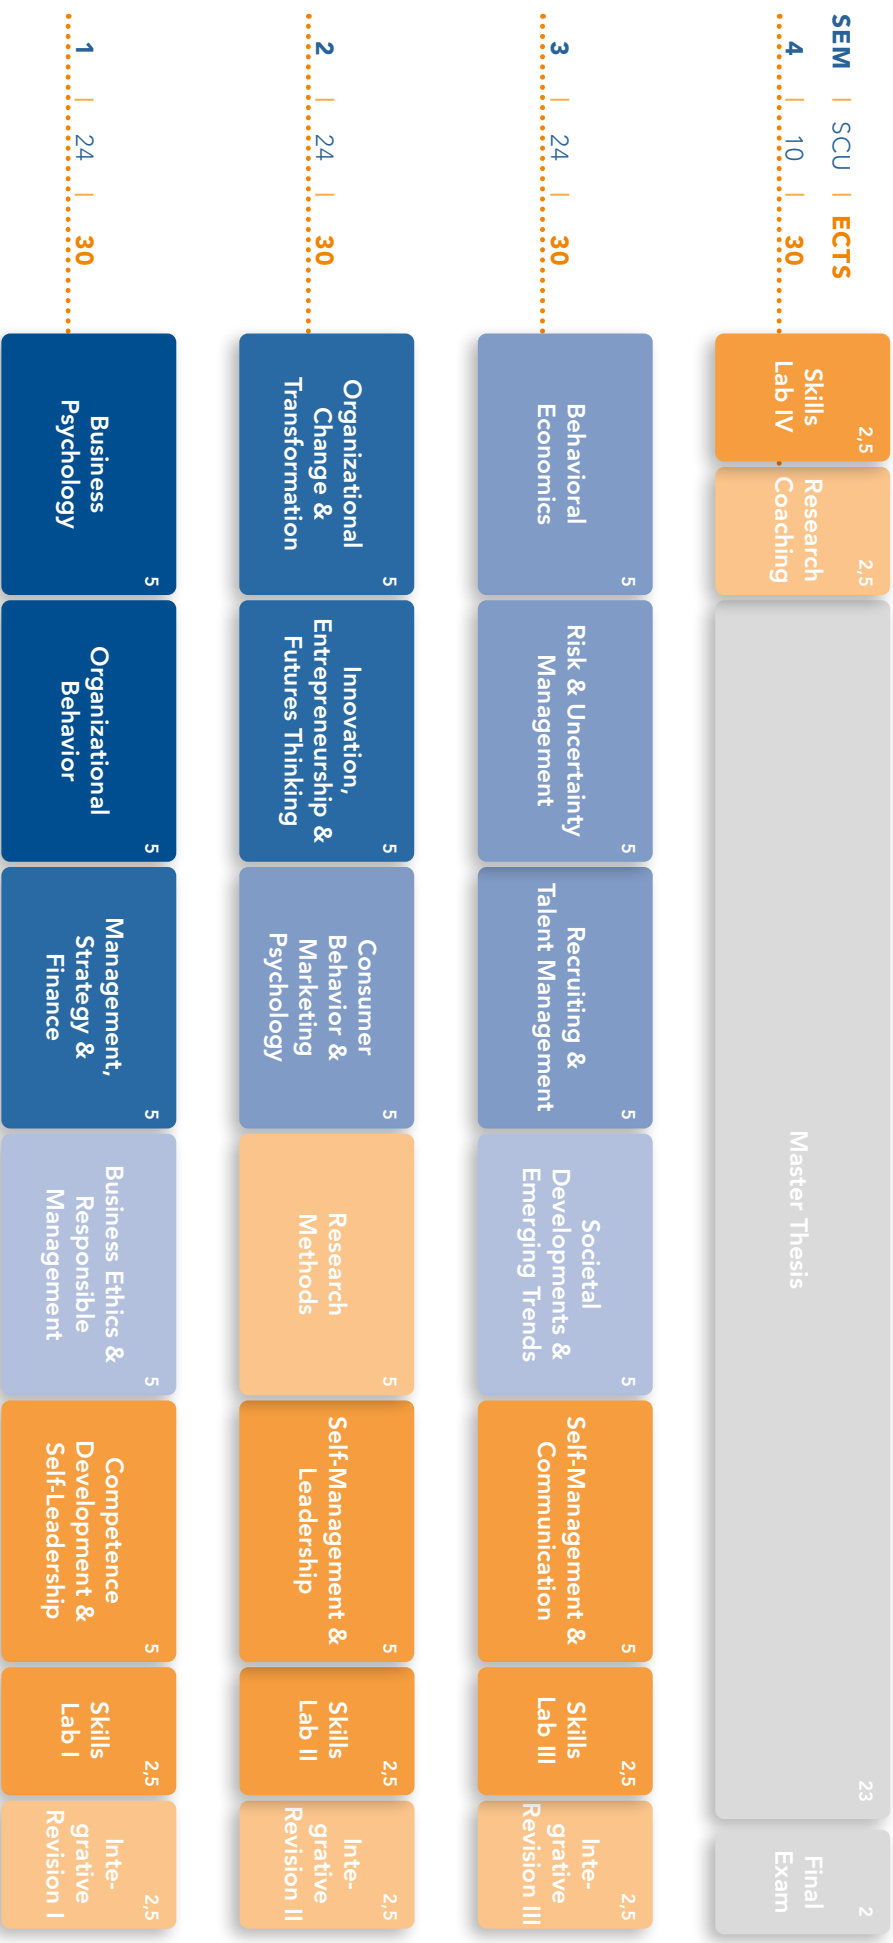 SEM | SCU | ECTS
4 | 10 | 30
Skills
Lab IV
2,5
Research
Coaching
2,5
Master Thesis
23
Final
Exam
2
3 | 24 | 30
Behavioral
Economics
5
Risk & Uncertainty
Management
5
Recruiting &
Talent Management
5
Societal
Developments &
Emerging Trends
5
Self-Management &
Communication
5
Skills
Lab III
2,5
Inte-
grative
Revision III
2,5
2 | 24 | 30
Organizational
Change &
Transformation
5
Innovation,
Entrepreneurship &
Futures Thinking
5
Consumer
Behavior &
Marketing
Psychology
5
Research
Methods
5
Self-Management &
Leadership
5
Skills
Lab II
2,5
Inte-
grative
Revision II
2,5
1 | 24 | 30
Business
Psychology
5
Organizational
Behavior
5
Management,
Strategy &
Finance
5
Business Ethics &
Responsible
Management
5
Competence
Development &
Self-Leadership
5
Skills
Lab I
2,5
Inte-
grative
Revision I
2,5